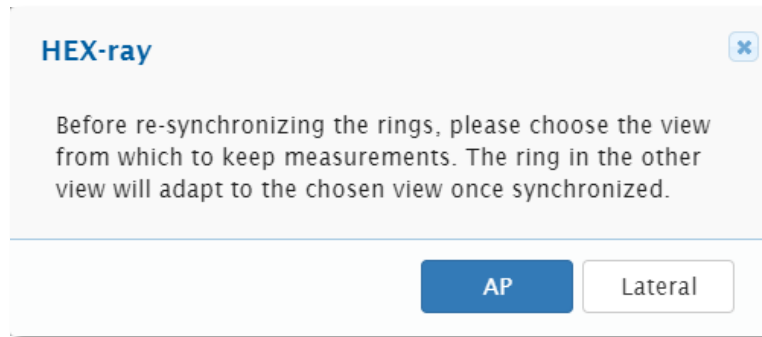 HEX-ray
Before re-synchronizing the rings, please choose the view
from which to keep measurements. The ring in the other
view will adapt to the chosen view once synchronized.
AP
Lateral